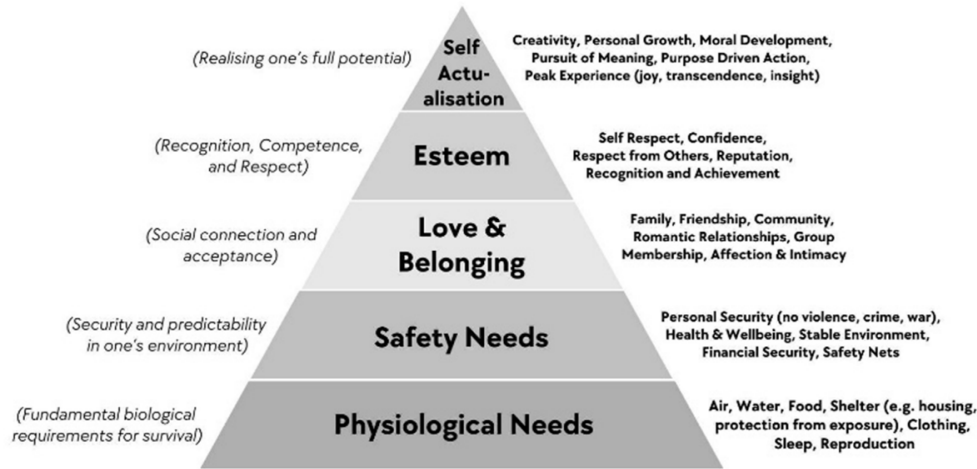 (Realising one's full potential)
Self
Actu-
alisation
Creativity, Personal Growth, Moral Development,
Pursuit of Meaning, Purpose Driven Action,
Peak Experience (joy, transcendence, insight)
(Recognition, Competence,
and Respect)
Esteem
Self Respect, Confidence,
Respect from Others, Reputation,
Recognition and Achievement
(Social connection and
acceptance)
Love &
Belonging
Family, Friendship, Community,
Romantic Relationships, Group
Membership, Affection & Intimacy
(Security and predictability
in one's environment)
Safety Needs
Personal Security (no violence, crime, war),
Health & Wellbeing, Stable Environment,
Financial Security, Safety Nets
(Fundamental biological
requirements for survival)
Physiological Needs
Air, Water, Food, Shelter (e.g. housing,
protection from exposure), Clothing,
Sleep, Reproduction